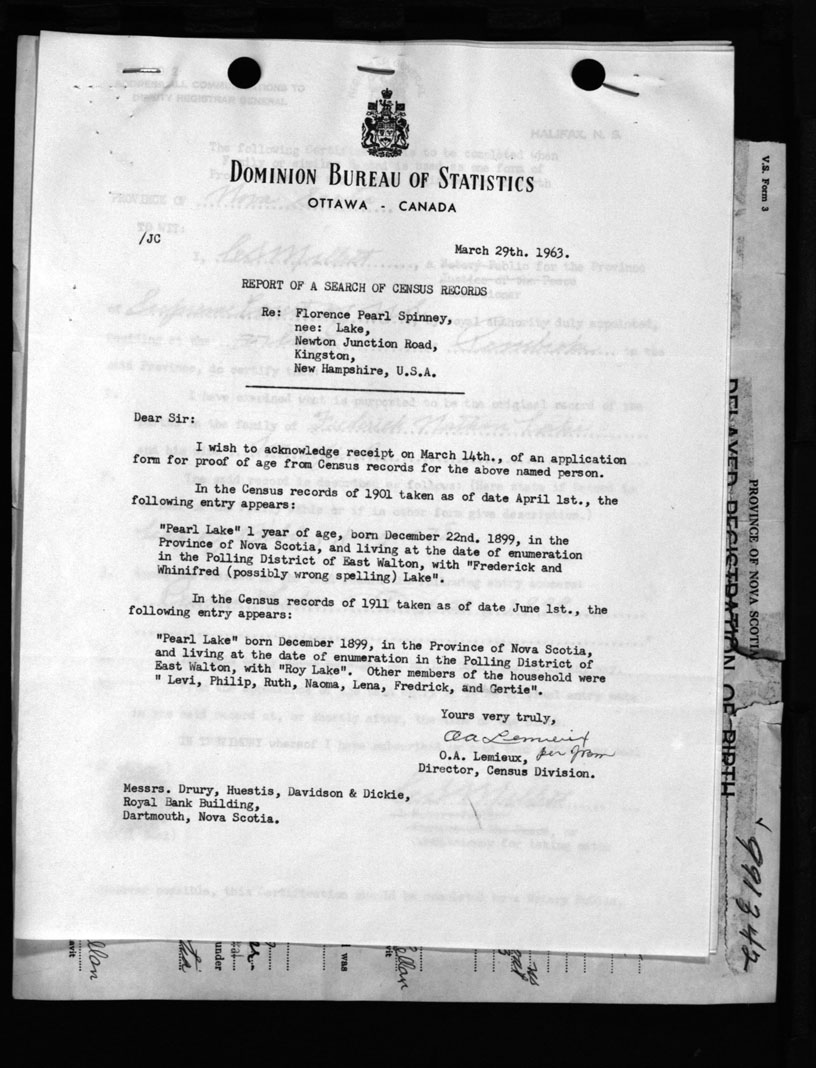 DOMINION BUREAU OF STATISTICS
OTTAWA - CANADA
/JC
March 29th. 1963.
REPORT OF A SEARCH OF CENSUS RECORDS
Re: Florence Pearl Spinney,
nee: Lake,
Newton Junction Road,
Kingston,
New Hampshire, U.S.A.
Dear Sir:
I wish to acknowledge receipt on March 14th., of an application
form for proof of age from Census records for the above named person.
In the Census records of 1901 taken as of date April 1st., the
following entry appears:
"Pearl Lake" 1 year of age, born December 22nd. 1899, in the
Province of Nova Scotia, and living at the date of enumeration
in the Polling District of East Walton, with "Frederick and
Whinifred (possibly wrong spelling) Lake".
In the Census records of 1911 taken as of date June 1st., the
following entry appears:
"Pearl Lake" born December 1899, in the Province of Nova Scotia,
and living at the date of enumeration in the Polling District of
East Walton, with "Roy Lake". Other members of the household were
" Levi, Philip, Ruth, Naoma, Lena, Fredrick, and Gertie".
Yours very truly,
O A Lemieux
O.A. Lemieux, per
Director, Census Division.
Messrs. Drury, Huestis, Davidson & Dickie,
Royal Bank Building,
Dartmouth, Nova Scotia.
V.S. Form 3
PROVINCE OF NOVA SCOTIA
DELAYED REGISTRATION OF BIRTH
991242
under
I was